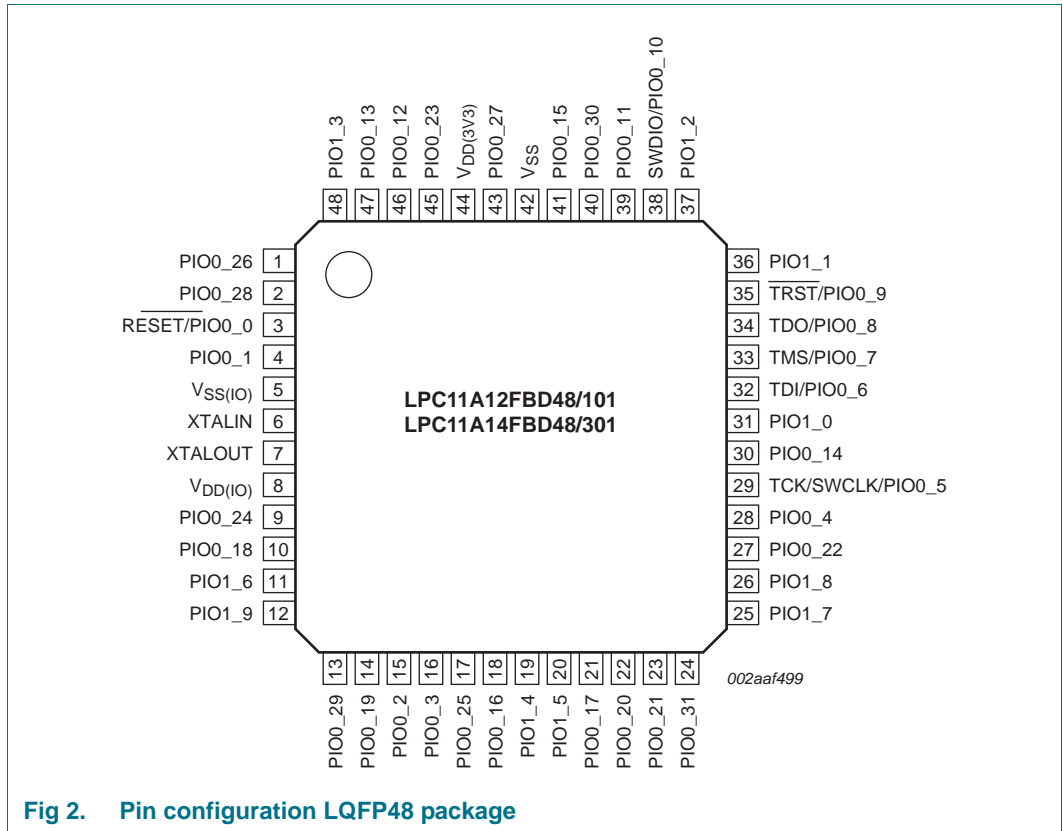 PIO1_3
PIO0_13
PIO0_12
PIO0_23
VDD(3V3)
PIO0_27
VSS
PIO0_15
PIO0_30
PIO0_11
SWDIO/PIO0_10
PIO1_2
48 47 46 45 44 43 42 41 40 39 38 37
PIO0_26 1
PIO0_28 2
RESET/PIO0_0 3
PIO0_1 4
VSS(IO) 5
XTALIN 6
XTALOUT 7
VDD(IO) 8
PIO0_24 9
PIO0_18 10
PIO1_6 11
PIO1_9 12
LPC11A12FBD48/101
LPC11A14FBD48/301
36 PIO1_1
35 TRST/PIO0_9
34 TDO/PIO0_8
33 TMS/PIO0_7
32 TDI/PIO0_6
31 PIO1_0
30 PIO0_14
29 TCK/SWCLK/PIO0_5
28 PIO0_4
27 PIO0_22
26 PIO1_8
25 PIO1_7
13 14 15 16 17 18 19 20 21 22 23 24
PIO0_29
PIO0_19
PIO0_2
PIO0_3
PIO0_25
PIO0_16
PIO1_4
PIO1_5
PIO0_17
PIO0_20
PIO0_21
PIO0_31
002aaf499
Fig 2. Pin configuration LQFP48 package